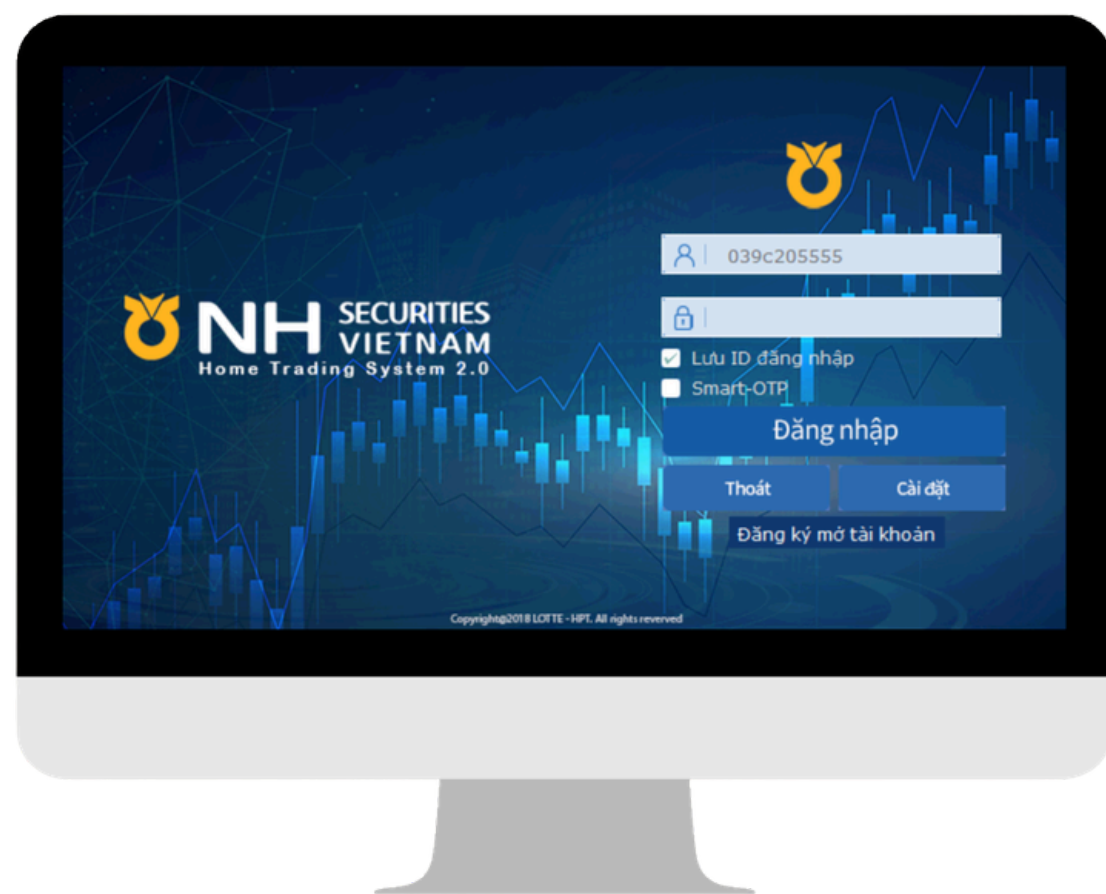 NH SECURITIES
VIETNAM
Home Trading System 2.0
039c205555
Lưu ID đăng nhập
Smart-OTP
Đăng nhập
Thoát
Cài đặt
Đăng ký mở tài khoản
Copyright@2018 LOTTE - HPT. All rights reverved